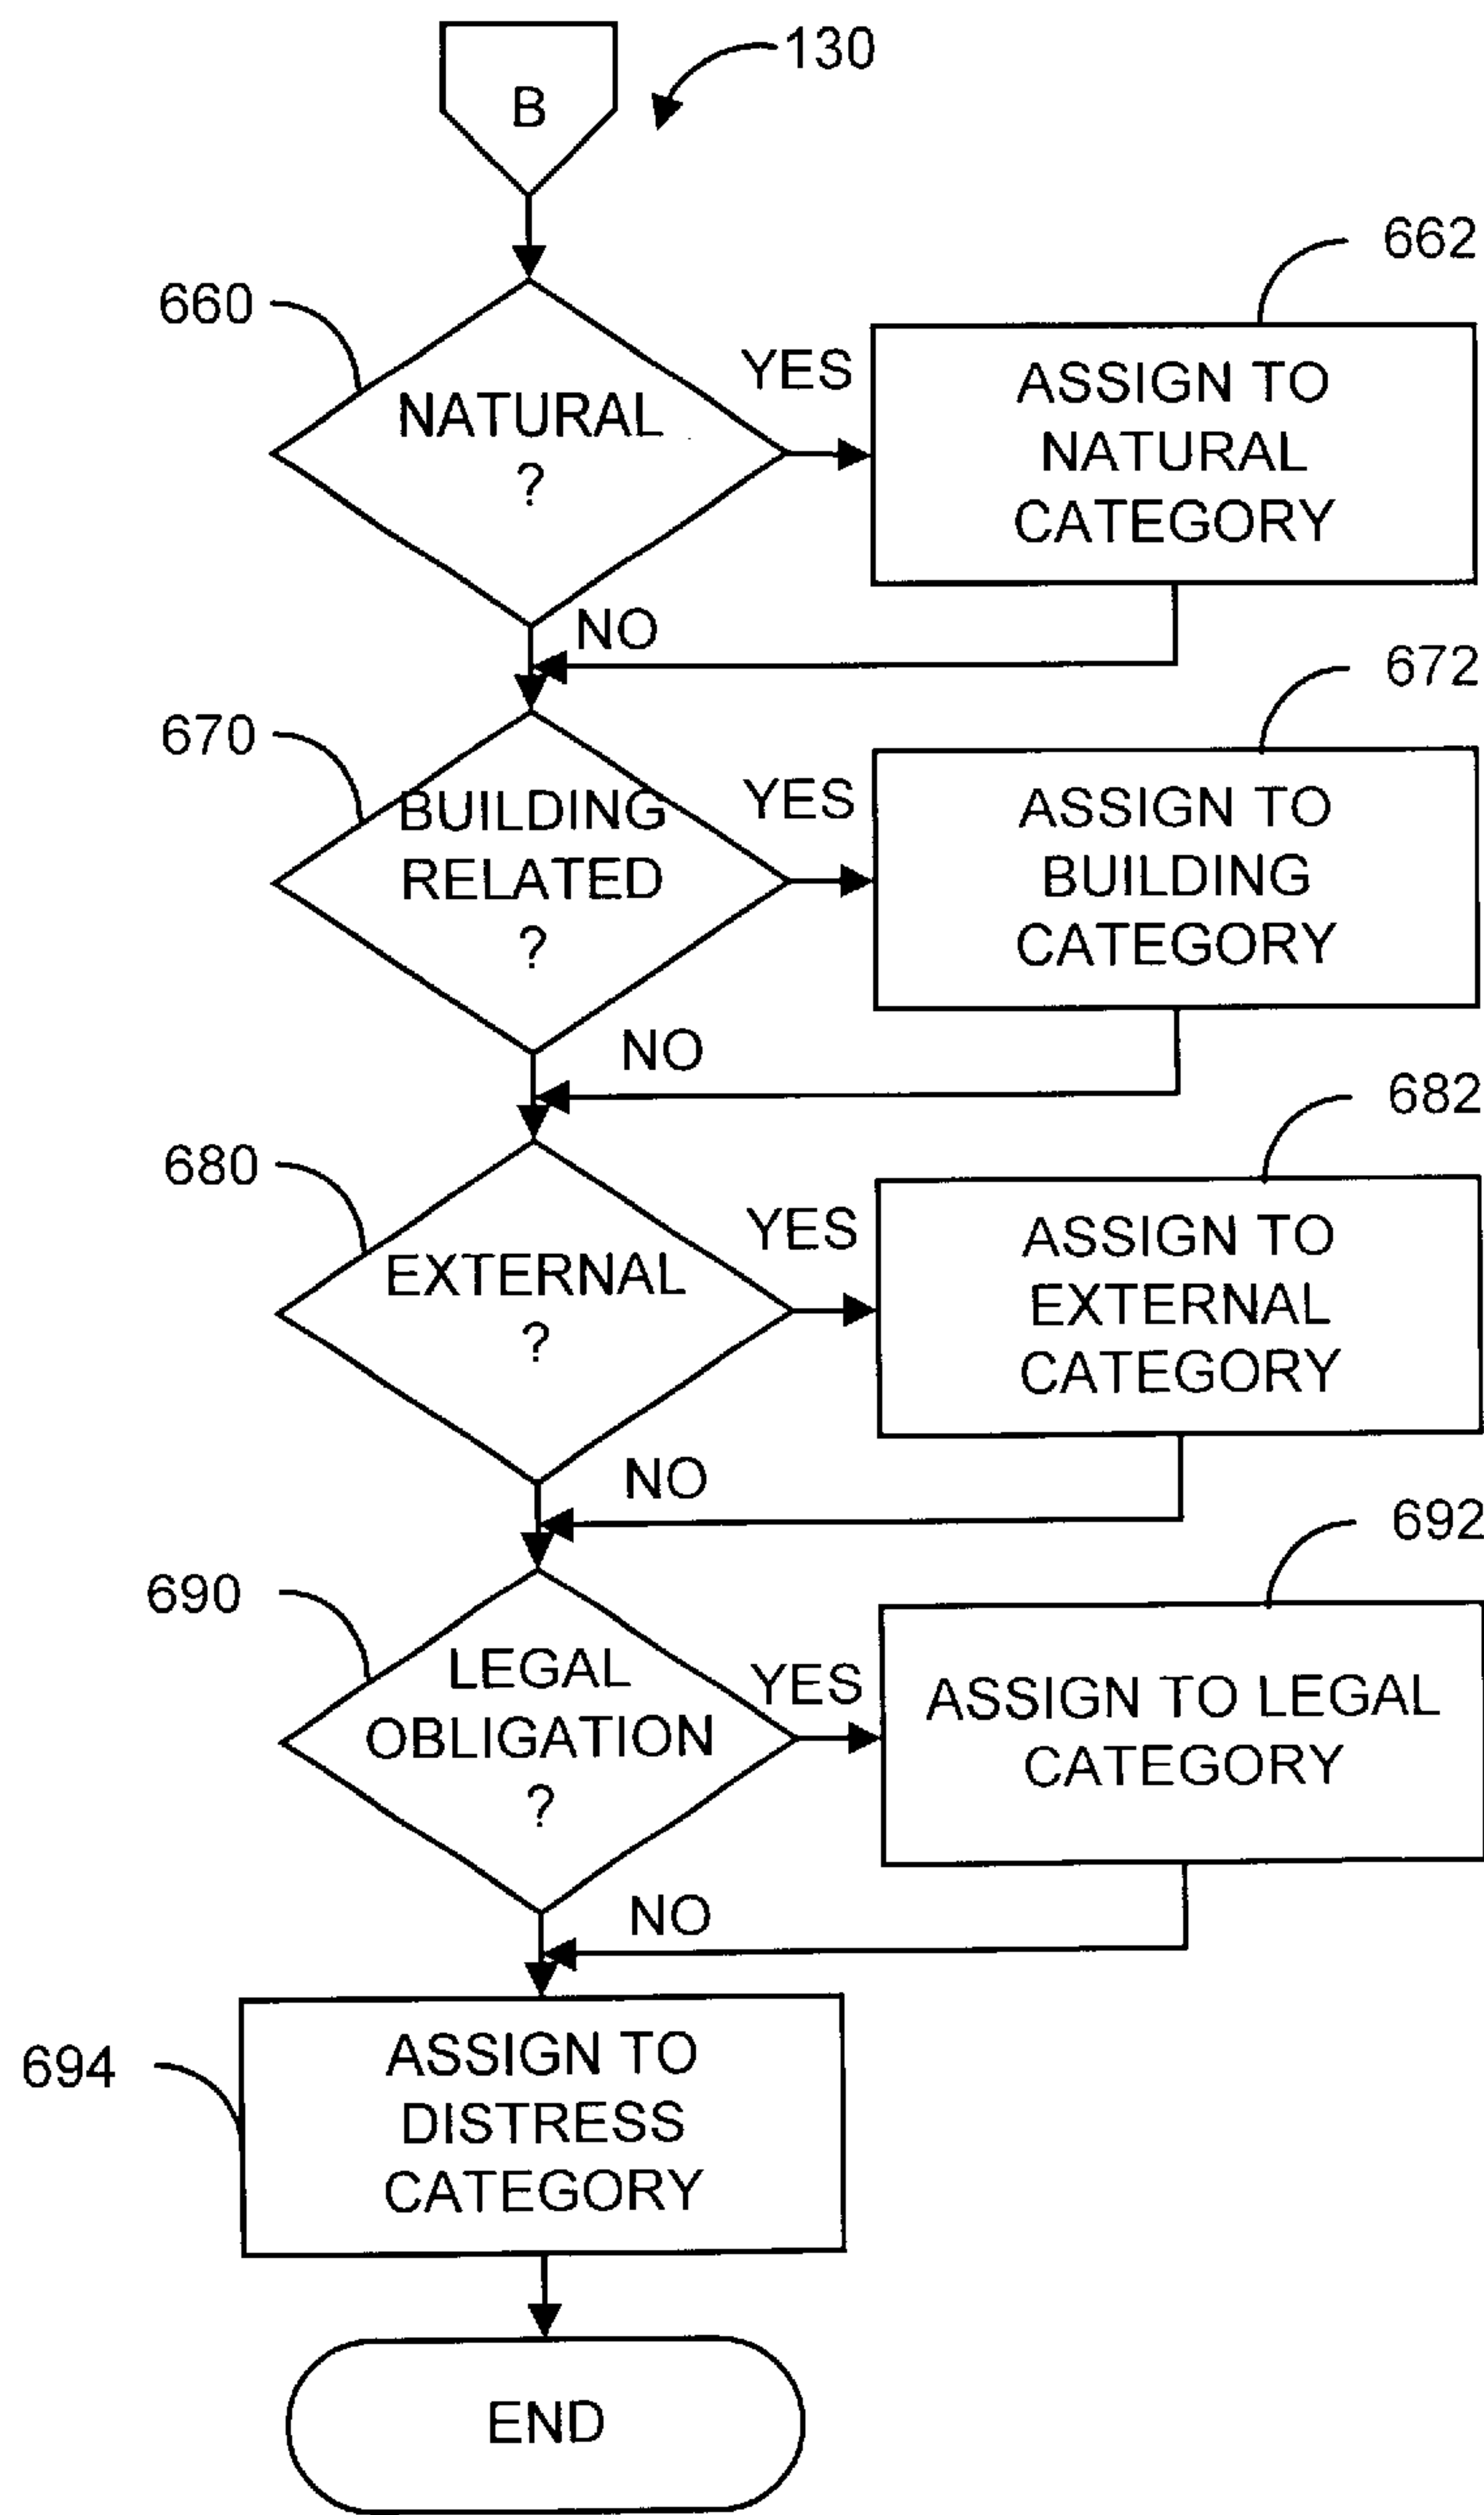 B
130
660
NATURAL
?
YES
662
ASSIGN TO
NATURAL
CATEGORY
NO
670
BUILDING
RELATED
?
YES
672
ASSIGN TO
BUILDING
CATEGORY
NO
680
EXTERNAL
?
YES
682
ASSIGN TO
EXTERNAL
CATEGORY
NO
690
LEGAL
OBLIGATION
?
YES
692
ASSIGN TO LEGAL
CATEGORY
NO
694
ASSIGN TO
DISTRESS
CATEGORY
END